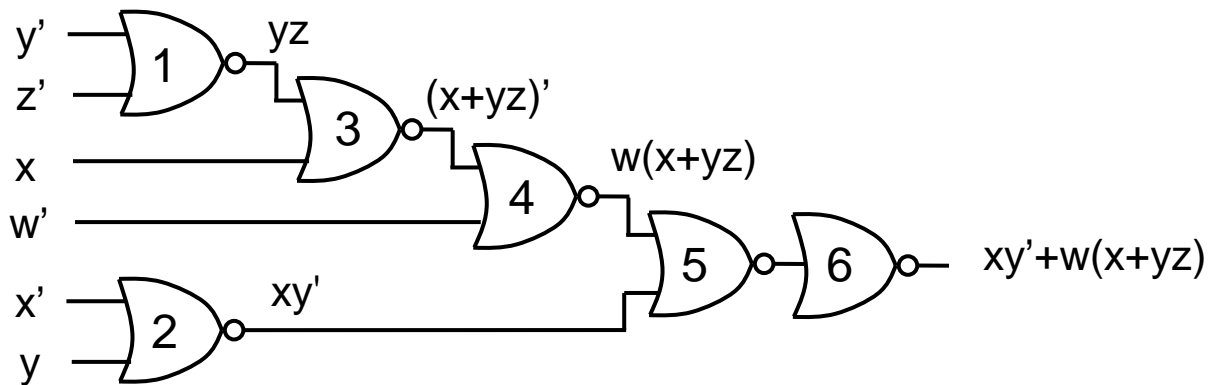 y’
1
yz
z’
3
(x+yz)’
x
4
w(x+yz)
w’
5
6
xy’+w(x+yz)
x’
2
xy'
y